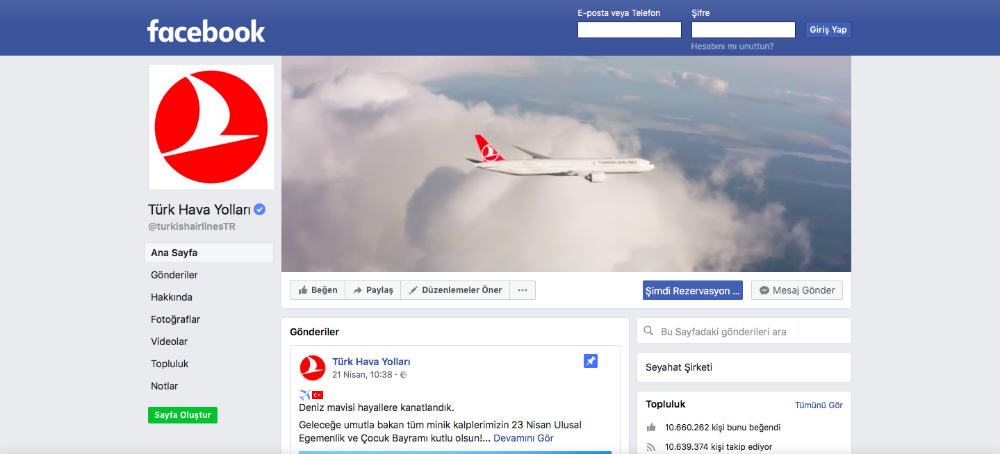 facebook
E-posta veya Telefon
Şifre
Giriş Yap
Hesabını mı unuttun?
Türk Hava Yolları
@turkishairlinesTR
Ana Sayfa
Gönderiler
Hakkında
Fotoğraflar
Videolar
Topluluk
Notlar
Sayfa Oluştur
TURKISH AIRLINES
Beğen
Paylaş
Düzenlemeler Öner
Şimdi Rezervasyon ...
Mesaj Gönder
Gönderiler
Türk Hava Yolları
21 Nisan, 10:38 ·
Deniz mavisi hayallere kanatlandık.
Geleceğe umutla bakan tüm minik kalplerimizin 23 Nisan Ulusal
Egemenlik ve Çocuk Bayramı kutlu olsun!... Devamını Gör
Bu Sayfadaki gönderileri ara
Seyahat Şirketi
Topluluk
Tümünü Gör
10.660.262 kişi bunu beğendi
10.639.374 kişi takip ediyor